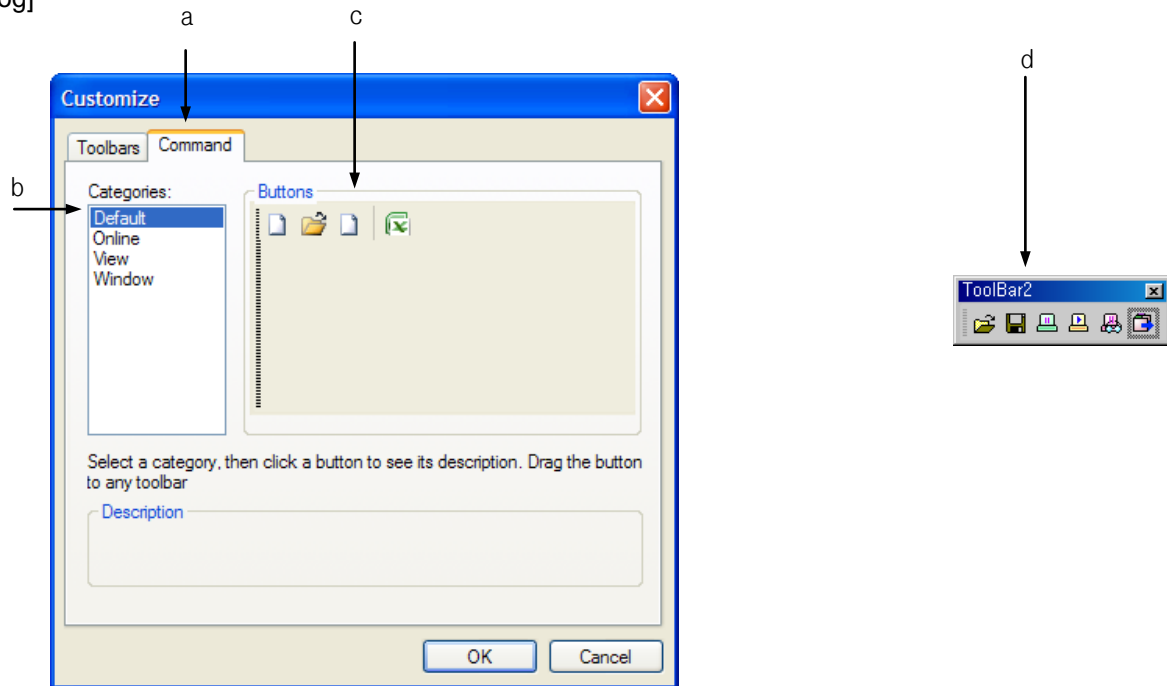 og]
a
c
d
Customize
Toolbars
Command
b
Categories:
Buttons
Default
Online
View
Window
ToolBar2
Select a category, then click a button to see its description. Drag the button
to any toolbar
Description
OK
Cancel